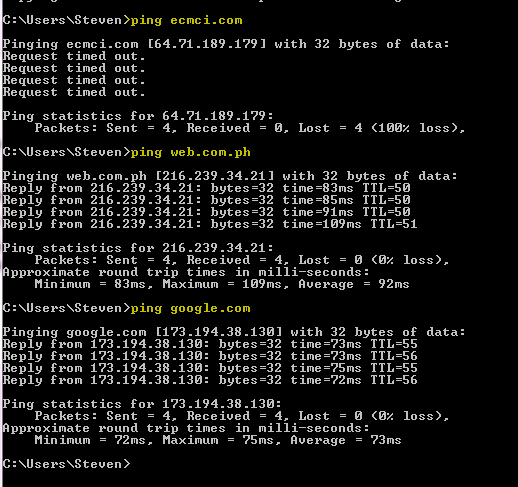 C:\Users\Steven>ping ecmci.com
Pinging ecmci.com [64.71.189.179] with 32 bytes of data:
Request timed out.
Request timed out.
Request timed out.
Request timed out.
Ping statistics for 64.71.189.179:
    Packets: Sent = 4, Received = 0, Lost = 4 (100% loss),
C:\Users\Steven>ping web.com.ph
Pinging web.com.ph [216.239.34.21] with 32 bytes of data:
Reply from 216.239.34.21: bytes=32 time=83ms TTL=50
Reply from 216.239.34.21: bytes=32 time=85ms TTL=50
Reply from 216.239.34.21: bytes=32 time=91ms TTL=50
Reply from 216.239.34.21: bytes=32 time=109ms TTL=51
Ping statistics for 216.239.34.21:
    Packets: Sent = 4, Received = 4, Lost = 0 (0% loss),
Approximate round trip times in milli-seconds:
    Minimum = 83ms, Maximum = 109ms, Average = 92ms
C:\Users\Steven>ping google.com
Pinging google.com [173.194.38.130] with 32 bytes of data:
Reply from 173.194.38.130: bytes=32 time=73ms TTL=55
Reply from 173.194.38.130: bytes=32 time=73ms TTL=56
Reply from 173.194.38.130: bytes=32 time=75ms TTL=55
Reply from 173.194.38.130: bytes=32 time=72ms TTL=56
Ping statistics for 173.194.38.130:
    Packets: Sent = 4, Received = 4, Lost = 0 (0% loss),
Approximate round trip times in milli-seconds:
    Minimum = 72ms, Maximum = 75ms, Average = 73ms
C:\Users\Steven>